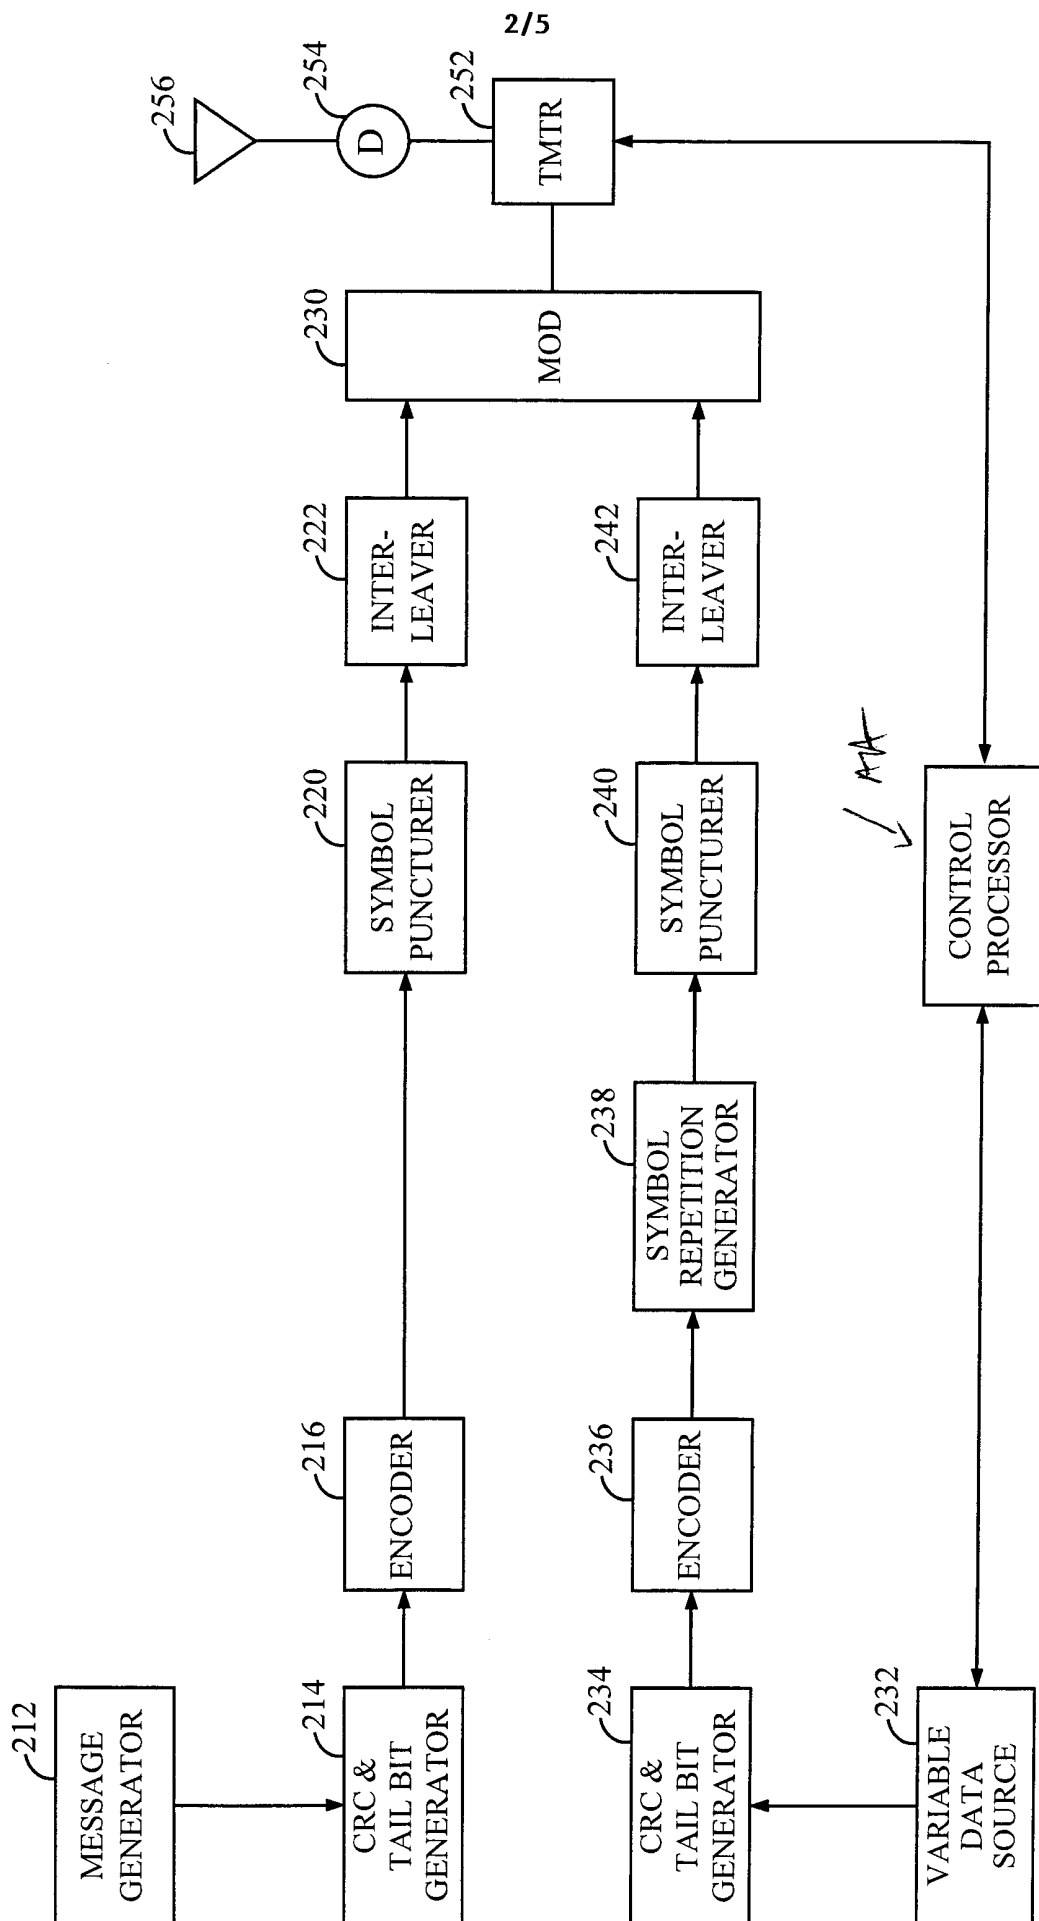 2/5
212
MESSAGE
GENERATOR
214
CRC &
TAIL BIT
GENERATOR
216
ENCODER
220
SYMBOL
PUNCTURER
222
INTER-
LEAVER
230
MOD
252
TMTR
254
D
256
234
CRC &
TAIL BIT
GENERATOR
236
ENCODER
238
SYMBOL
REPETITION
GENERATOR
240
SYMBOL
PUNCTURER
242
INTER-
LEAVER
232
VARIABLE
DATA
SOURCE
CONTROL
PROCESSOR